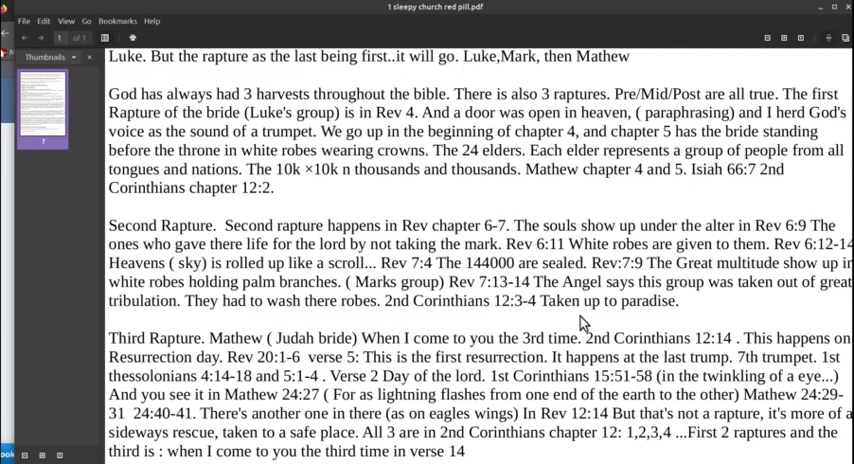 1 sleepy church red pill.pdf
File Edit View Go Bookmarks Help
1 of 1
Thumbnails
Luke. But the rapture as the last being first..it will go. Luke,Mark, then Mathew
God has always had 3 harvests throughout the bible. There is also 3 raptures. Pre/Mid/Post are all true. The first
Rapture of the bride (Luke's group) is in Rev 4. And a door was open in heaven, ( paraphrasing) and I herd God's
voice as the sound of a trumpet. We go up in the beginning of chapter 4, and chapter 5 has the bride standing
before the throne in white robes wearing crowns. The 24 elders. Each elder represents a group of people from all
tongues and nations. The 10k ×10k n thousands and thousands. Mathew chapter 4 and 5. Isiah 66:7 2nd
Corinthians chapter 12:2.
Second Rapture.  Second rapture happens in Rev chapter 6-7. The souls show up under the alter in Rev 6:9 The
ones who gave there life for the lord by not taking the mark. Rev 6:11 White robes are given to them. Rev 6:12-14
Heavens ( sky) is rolled up like a scroll... Rev 7:4 The 144000 are sealed. Rev:7:9 The Great multitude show up in
white robes holding palm branches. ( Marks group) Rev 7:13-14 The Angel says this group was taken out of great
tribulation. They had to wash there robes. 2nd Corinthians 12:3-4 Taken up to paradise.
Third Rapture. Mathew ( Judah bride) When I come to you the 3rd time. 2nd Corinthians 12:14 . This happens on
Resurrection day. Rev 20:1-6  verse 5: This is the first resurrection. It happens at the last trump. 7th trumpet. 1st
thessolonians 4:14-18 and 5:1-4 . Verse 2 Day of the lord. 1st Corinthians 15:51-58 (in the twinkling of a eye...)
And you see it in Mathew 24:27 ( For as lightning flashes from one end of the earth to the other) Mathew 24:29-
31  24:40-41. There's another one in there (as on eagles wings) In Rev 12:14 But that's not a rapture, it's more of a
sideways rescue, taken to a safe place. All 3 are in 2nd Corinthians chapter 12: 1,2,3,4 ...First 2 raptures and the
third is : when I come to you the third time in verse 14
1
ook